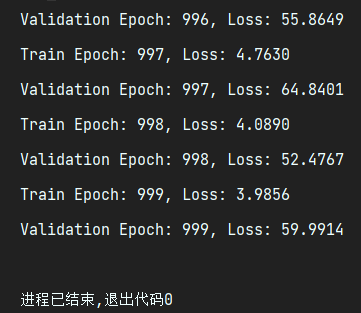 Validation Epoch: 996, Loss: 55.8649
Train Epoch: 997, Loss: 4.7630
Validation Epoch: 997, Loss: 64.8401
Train Epoch: 998, Loss: 4.0890
Validation Epoch: 998, Loss: 52.4767
Train Epoch: 999, Loss: 3.9856
Validation Epoch: 999, Loss: 59.9914
进程已结束,退出代码0